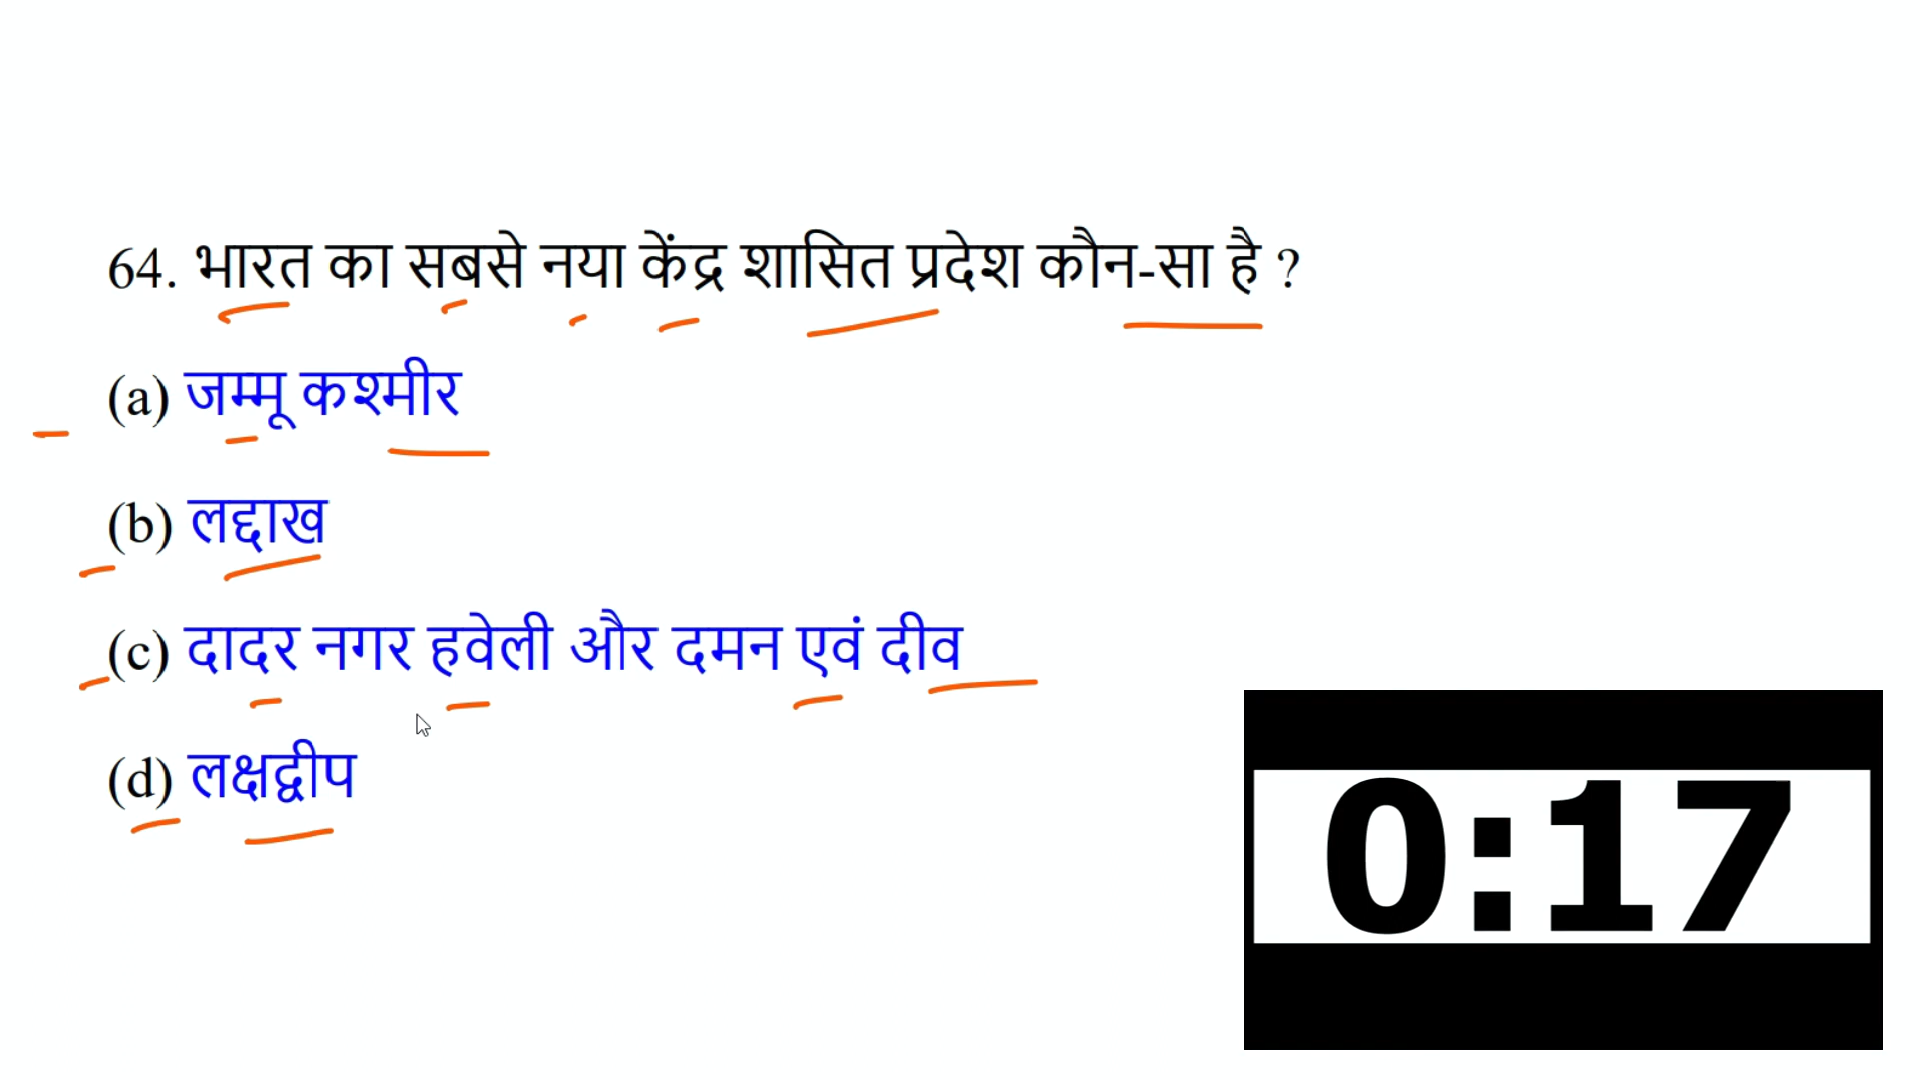 64. भारत का सबसे नया केंद्र शासित प्रदेश कौन-सा है ?
(a) जम्मू कश्मीर
(b) लद्दाख
(c) दादर नगर हवेली और दमन एवं दीव
(d) लक्षद्वीप
0:17